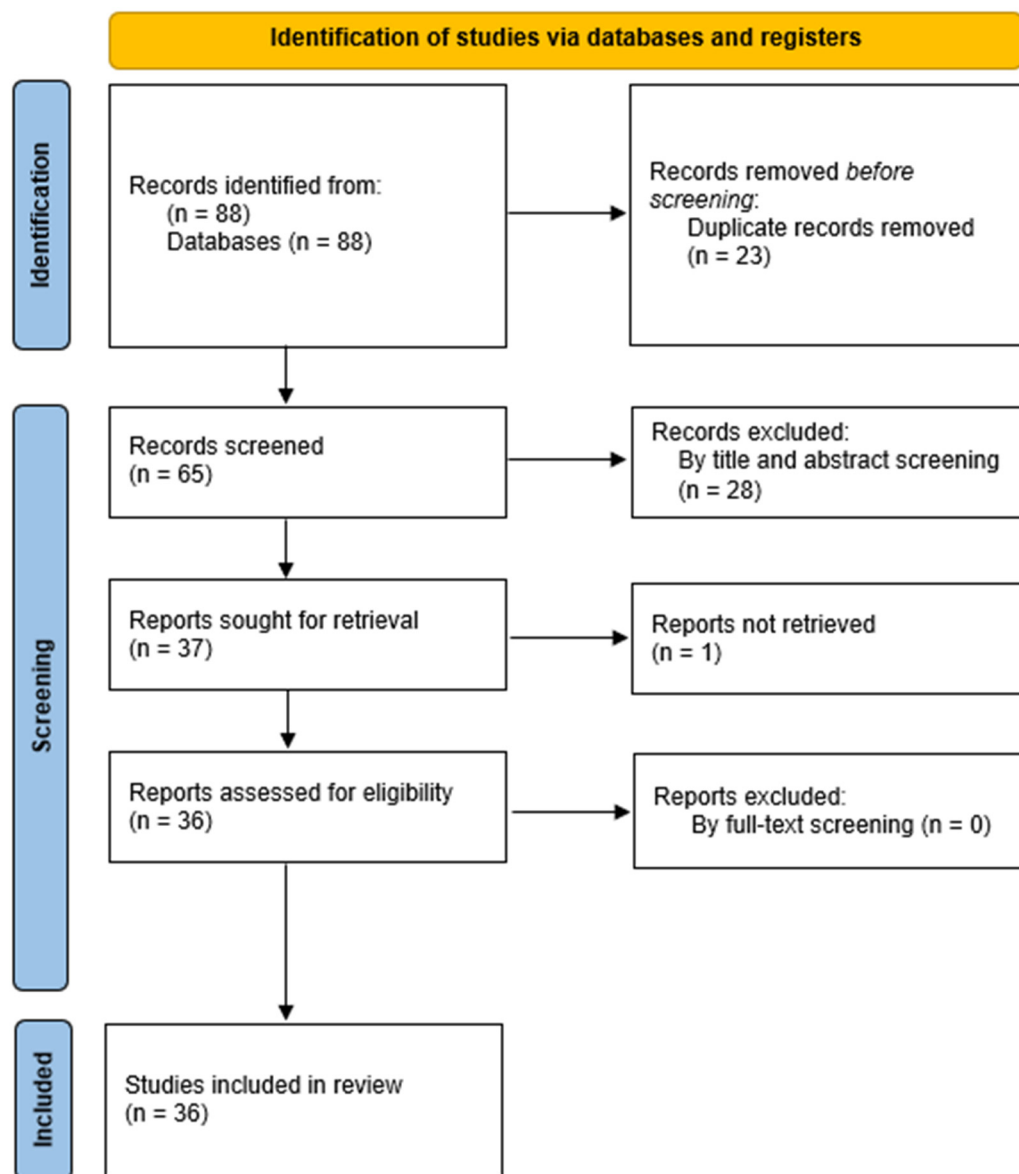 Identification of studies via databases and registers
Identification
Records identified from:
(n = 88)
Databases (n = 88)
Records removed before
screening:
Duplicate records removed
(n = 23)
Screening
Records screened
(n = 65)
Records excluded:
By title and abstract screening
(n = 28)
Reports sought for retrieval
(n = 37)
Reports not retrieved
(n = 1)
Reports assessed for eligibility
(n = 36)
Reports excluded:
By full-text screening (n = 0)
Included
Studies included in review
(n = 36)